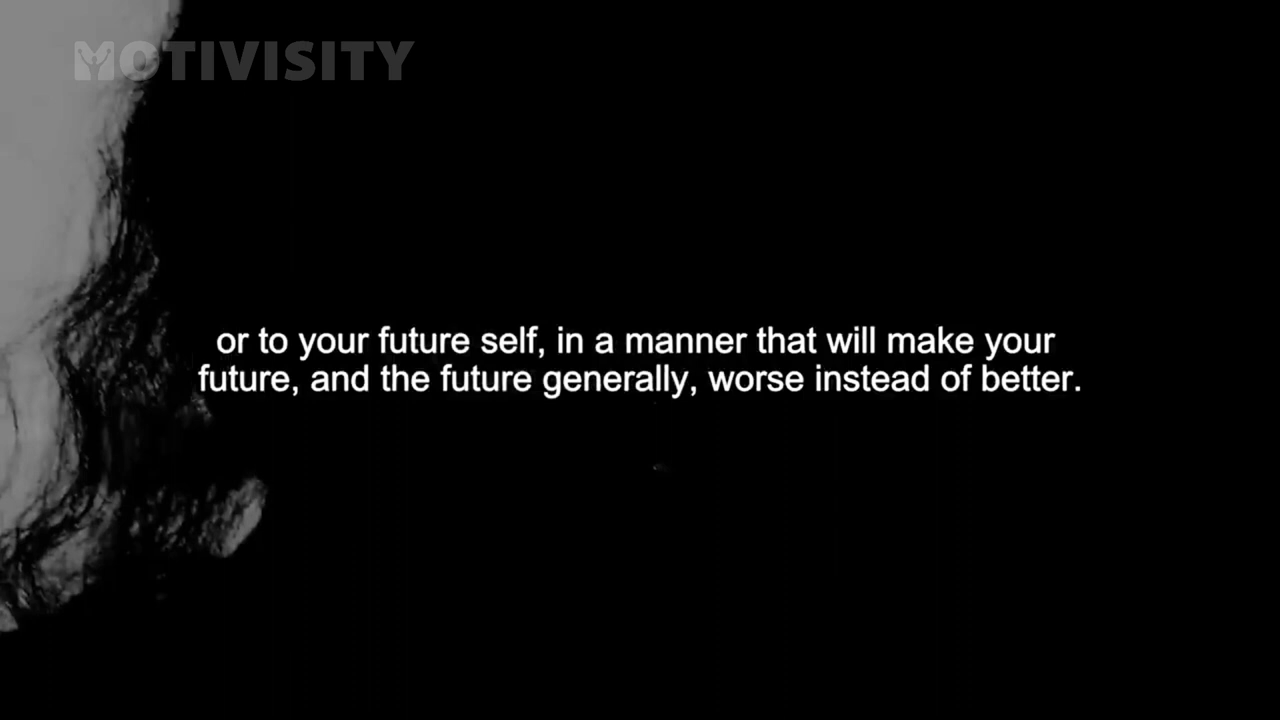 MOTIVISITY
or to your future self, in a manner that will make your
future, and the future generally, worse instead of better.